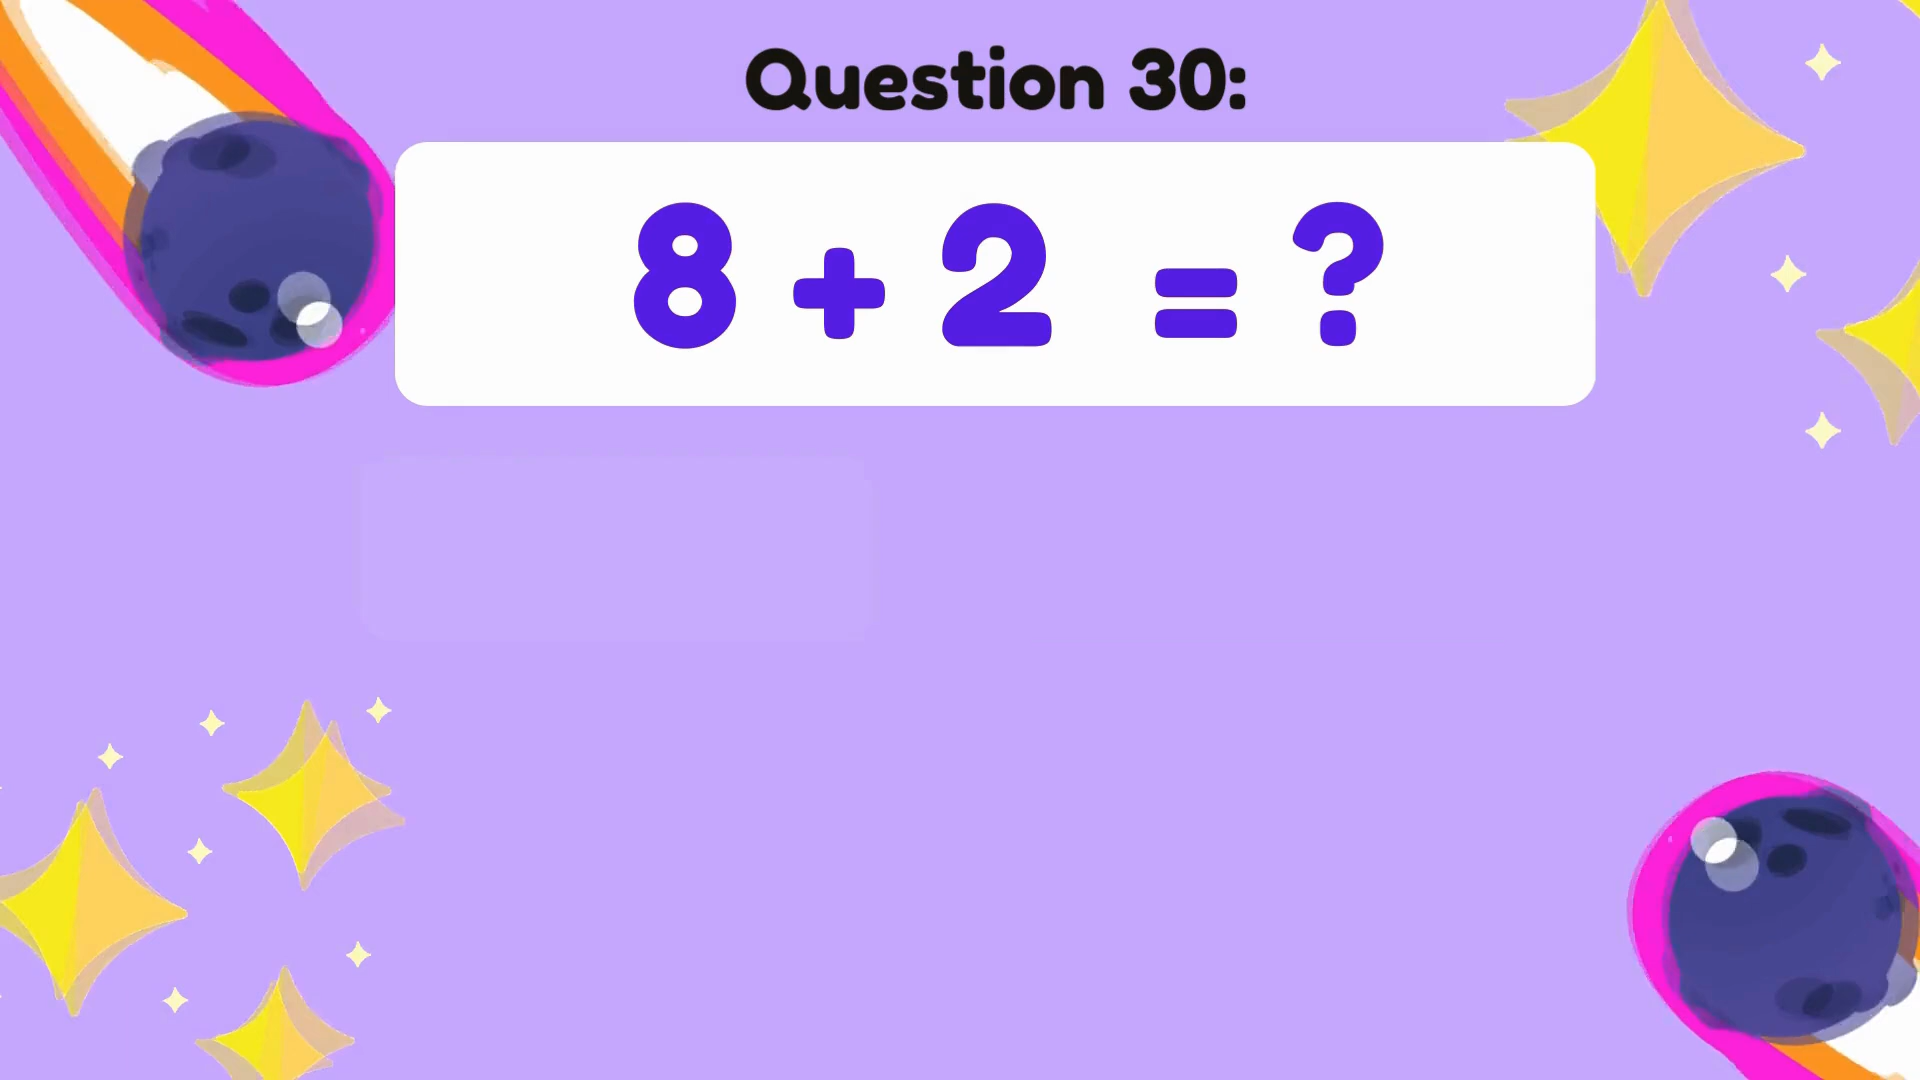 Question 30:
8 + 2 = ?